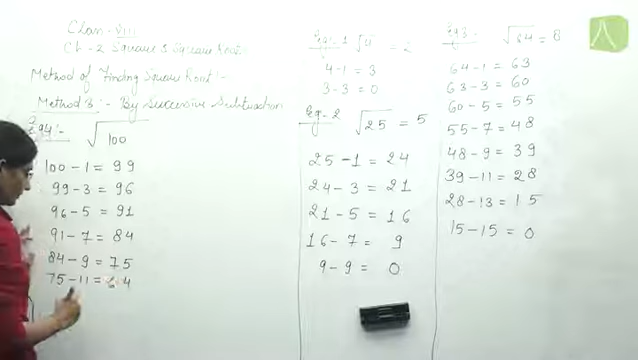 Class - VIII
Ch - 2 Square & Square Root
Method of Finding Square Root :-
Method 3 :- By Successive Subtraction
Eg 4 :- √100
100 - 1 = 99
99 - 3 = 96
96 - 5 = 91
91 - 7 = 84
84 - 9 = 75
75 - 11 = 64
Eg :- 1 √4 = 2
4 - 1 = 3
3 - 3 = 0
Eg :- 2 √25 = 5
25 - 1 = 24
24 - 3 = 21
21 - 5 = 16
16 - 7 = 9
9 - 9 = 0
Eg 3 :- √64 = 8
64 - 1 = 63
63 - 3 = 60
60 - 5 = 55
55 - 7 = 48
48 - 9 = 39
39 - 11 = 28
28 - 13 = 15
15 - 15 = 0